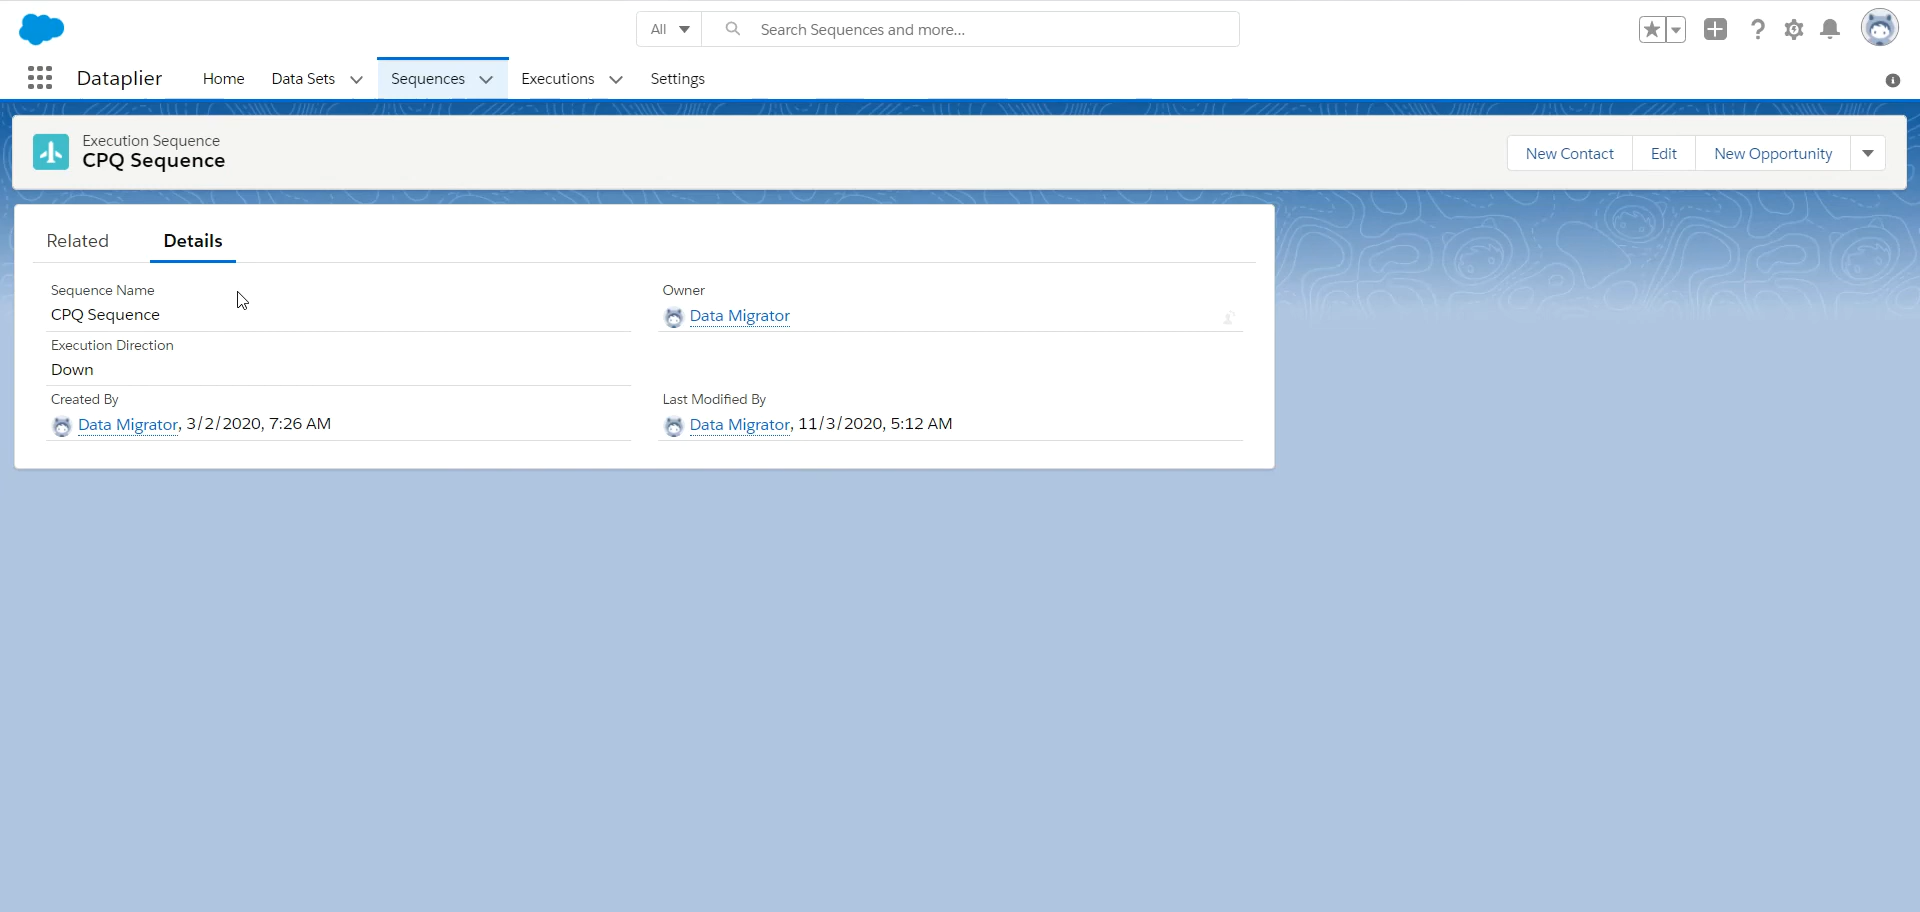 All
Search Sequences and more...
Dataplier
Home
Data Sets
Sequences
Executions
Settings
Execution Sequence
CPQ Sequence
New Contact
Edit
New Opportunity
Related
Details
Sequence Name
CPQ Sequence
Owner
Data Migrator
Execution Direction
Down
Created By
Data Migrator, 3/2/2020, 7:26 AM
Last Modified By
Data Migrator, 11/3/2020, 5:12 AM